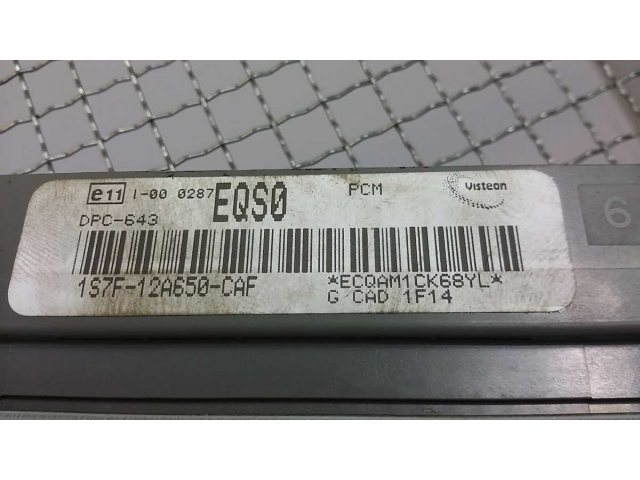 e11 I-00 0287 EQS0 PCM Visteon
DPC-643
1S7F-12A650-CAF *ECQAM1CK68YL*
G CAD 1F14
6